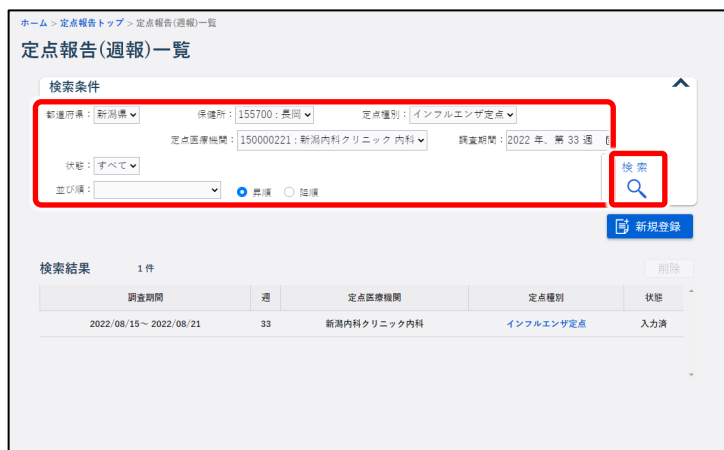 ホーム > 定点報告トップ > 定点報告(週報)一覧
定点報告(週報)一覧
検索条件
都道府県： 新潟県 保健所： 155700：長岡 定点種別： インフルエンザ定点
定点医療機関： 150000221：新潟内科クリニック 内科 調査期間： 2022 年、第 33 週
状態： すべて
検 索
並び順： 昇順 降順
新規登録
検索結果 1 件 削除
調査期間 週 定点医療機関 定点種別 状態
2022/08/15～ 2022/08/21 33 新潟内科クリニック内科 インフルエンザ定点 入力済